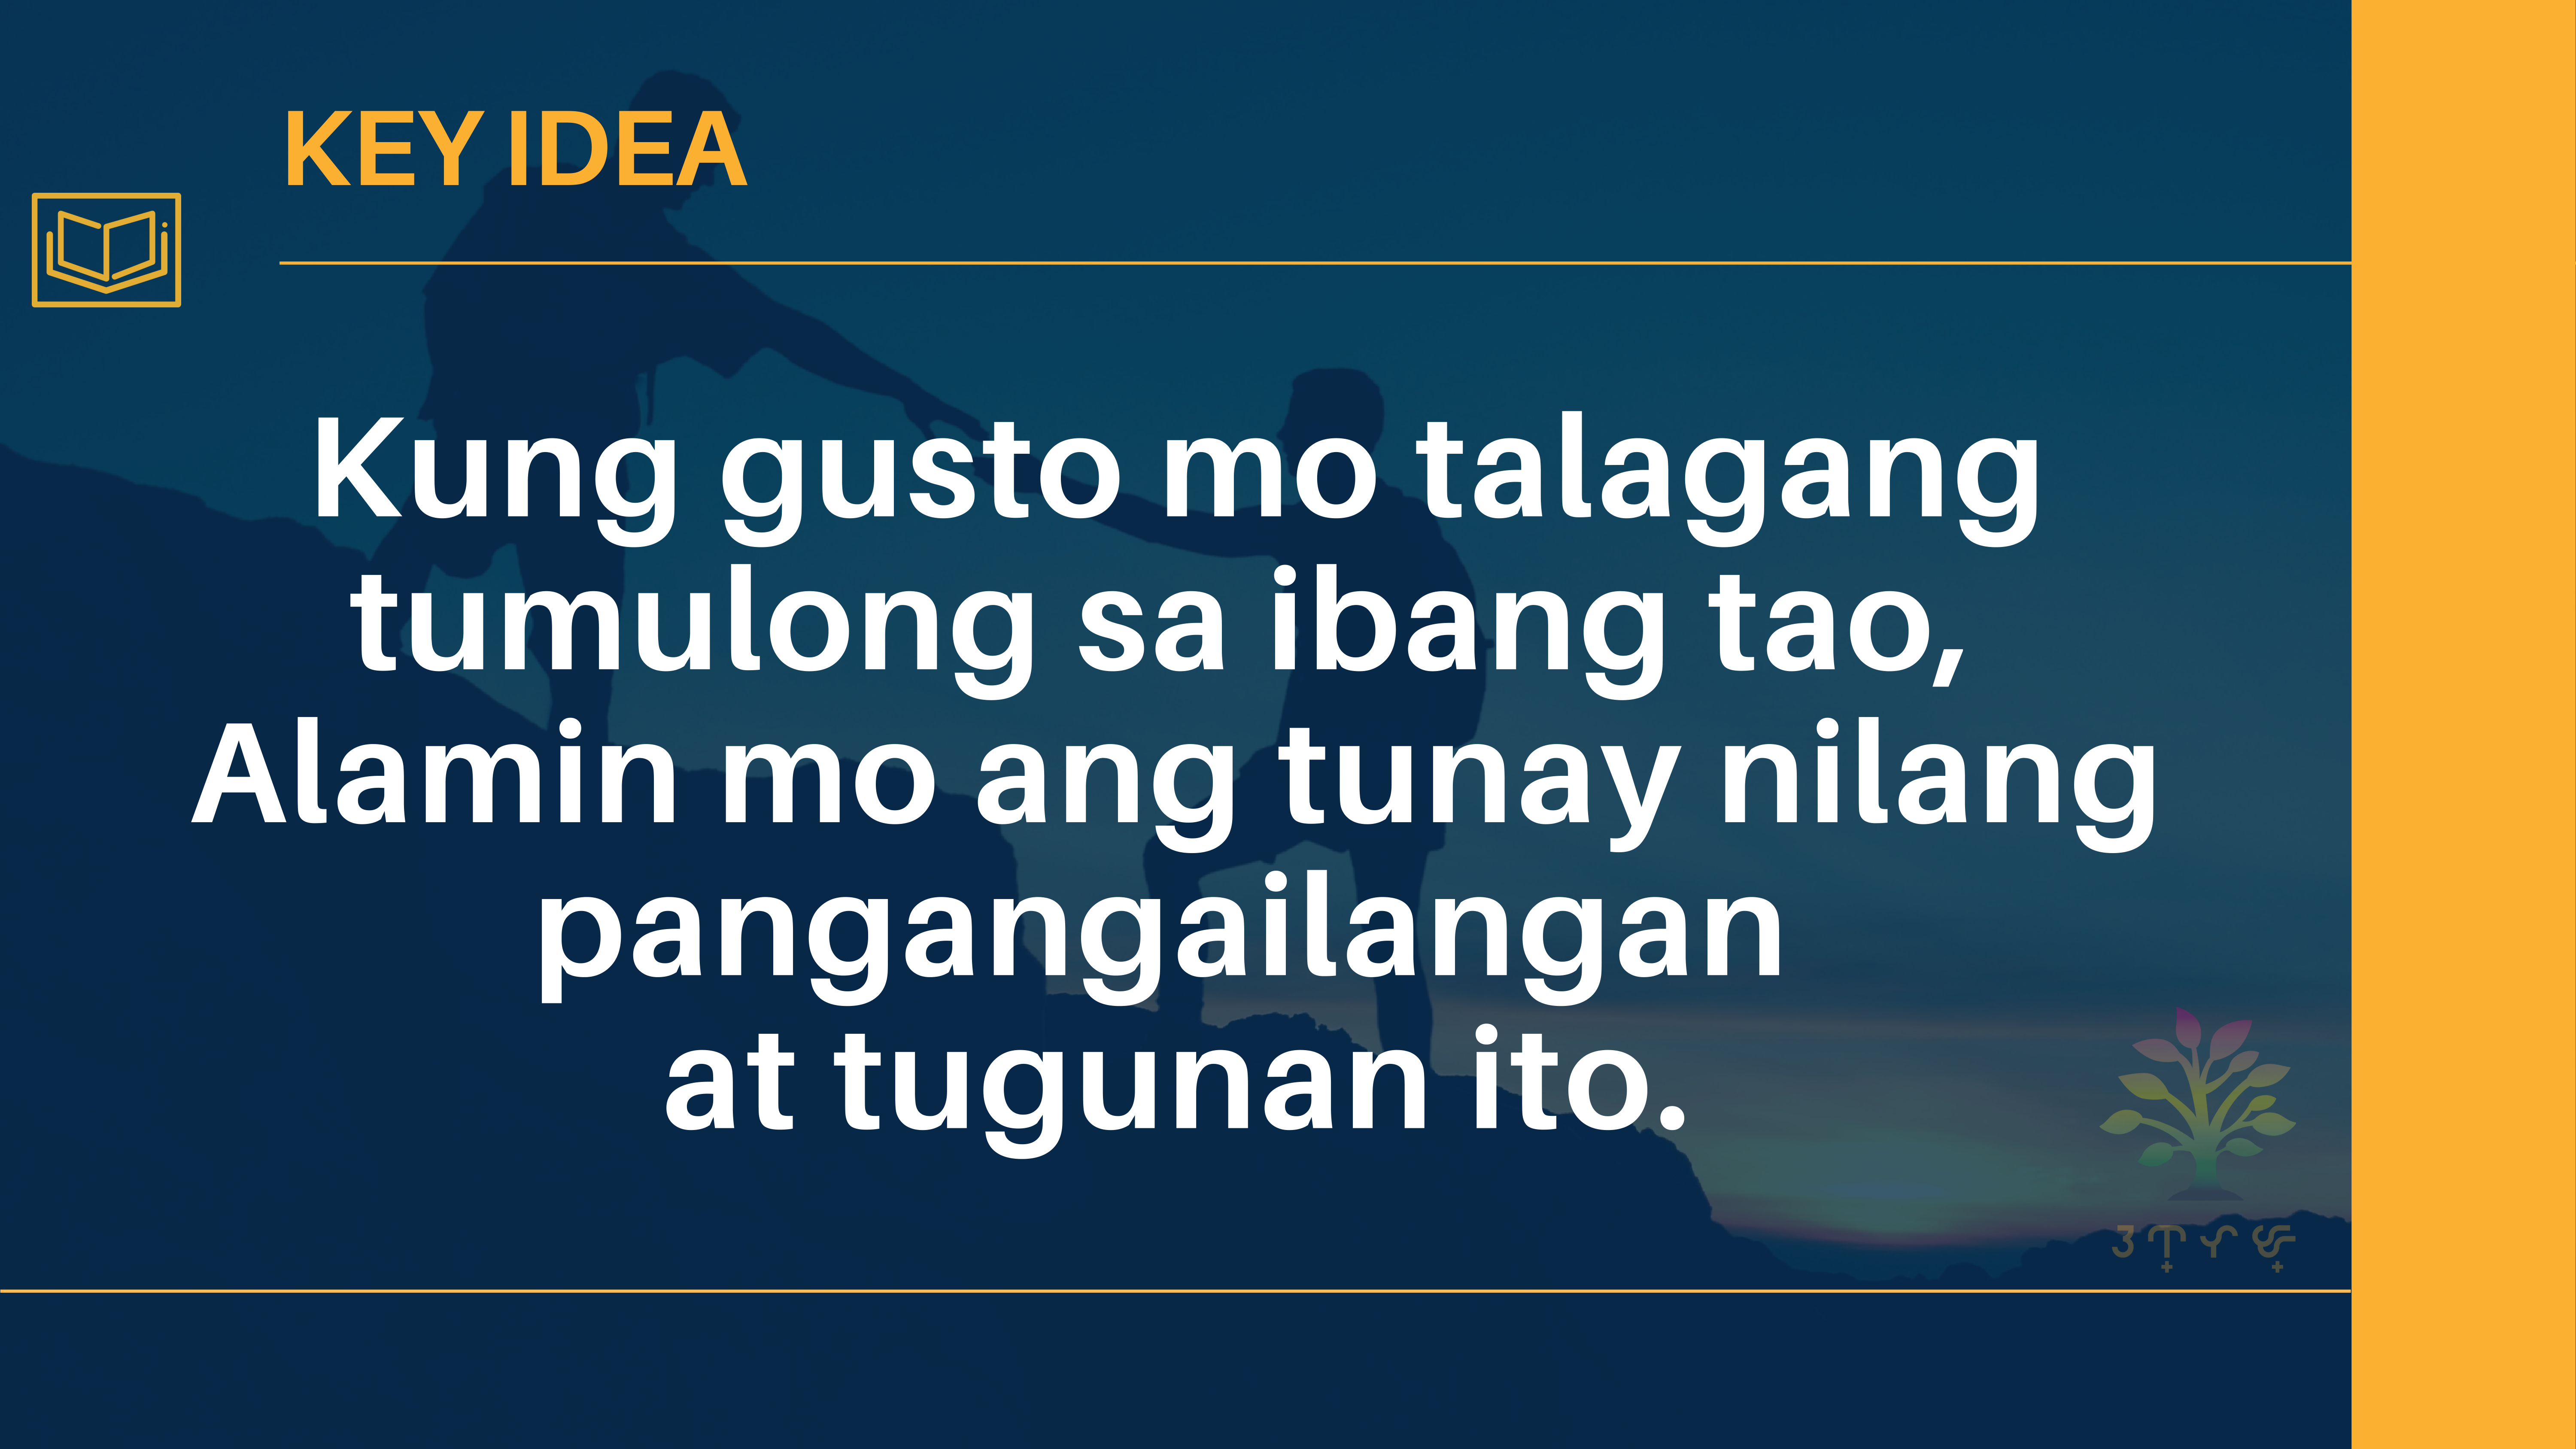 KEY IDEA
Kung gusto mo talagang
tumulong sa ibang tao,
Alamin mo ang tunay nilang
pangangailangan
at tugunan ito.